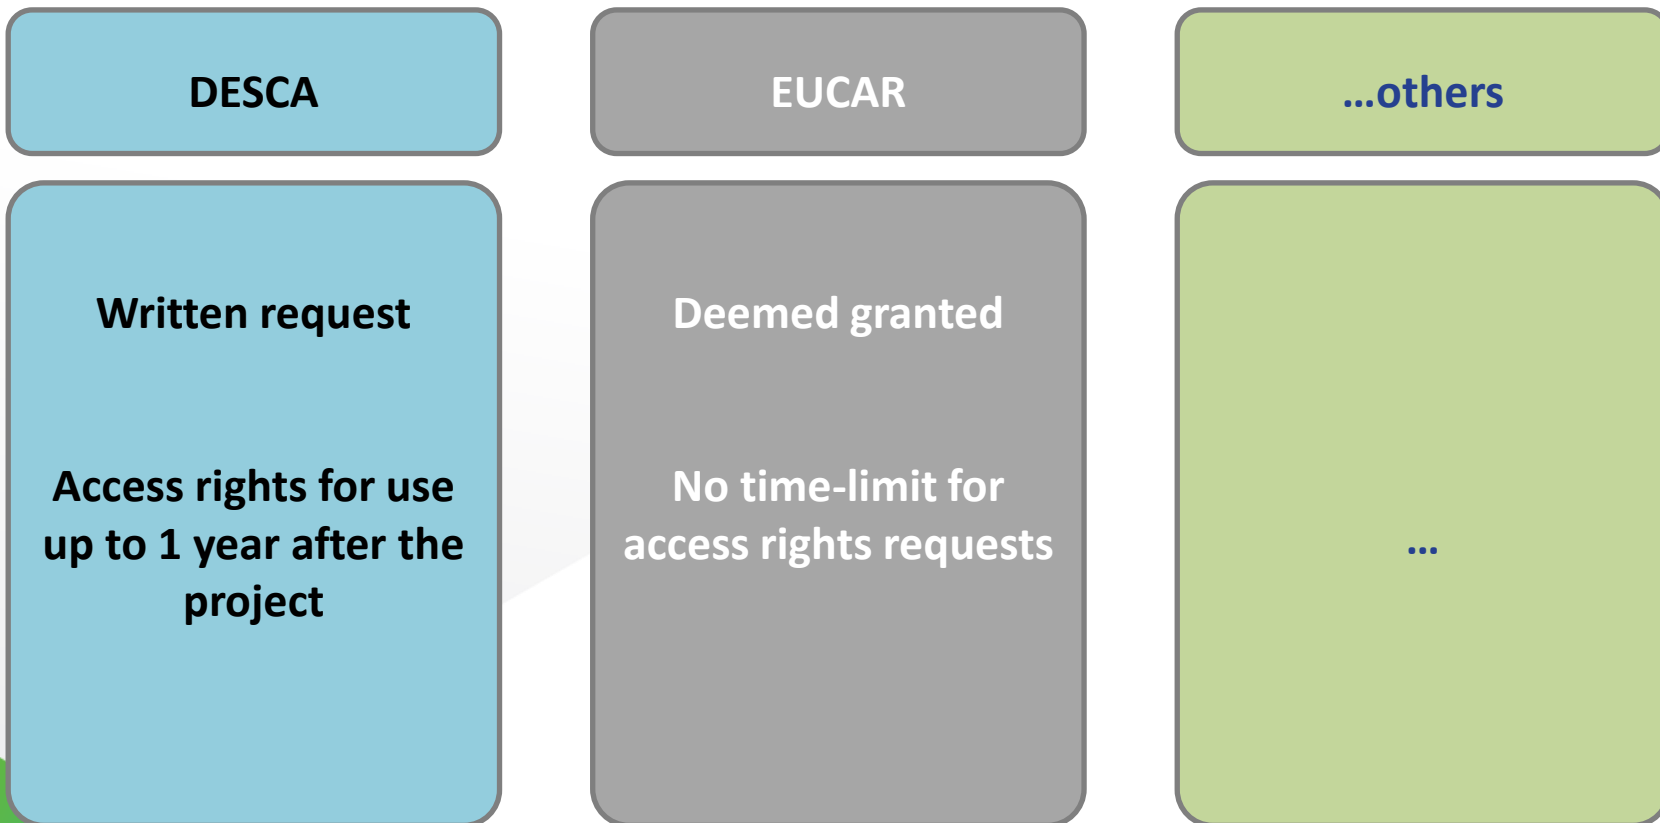 DESCA
Written request
Access rights for use
up to 1 year after the
project
EUCAR
Deemed granted
No time-limit for
access rights requests
...others
...